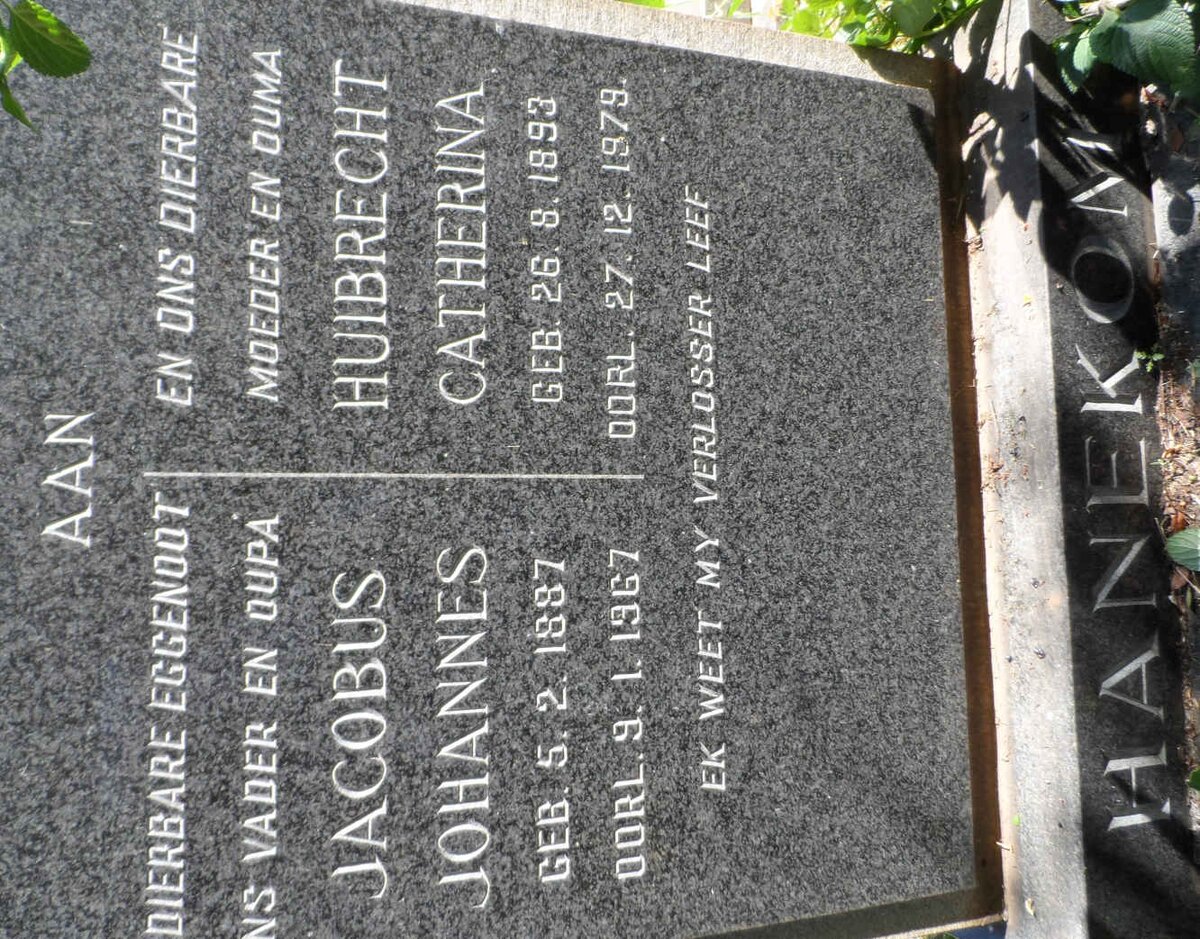 AAN
DIERBARE EGGENOOT
NS VADER EN OUPA
JACOBUS
JOHANNES
GEB. 5. 2. 1887
OORL. 9. 1. 1967
EN ONS DIERBARE
MOEDER EN OUMA
HUIBRECHT
CATHERINA
GEB. 26. 8. 1893
OORL. 27. 12. 1979.
EK WEET MY VERLOSSER LEEF
HANEKOM